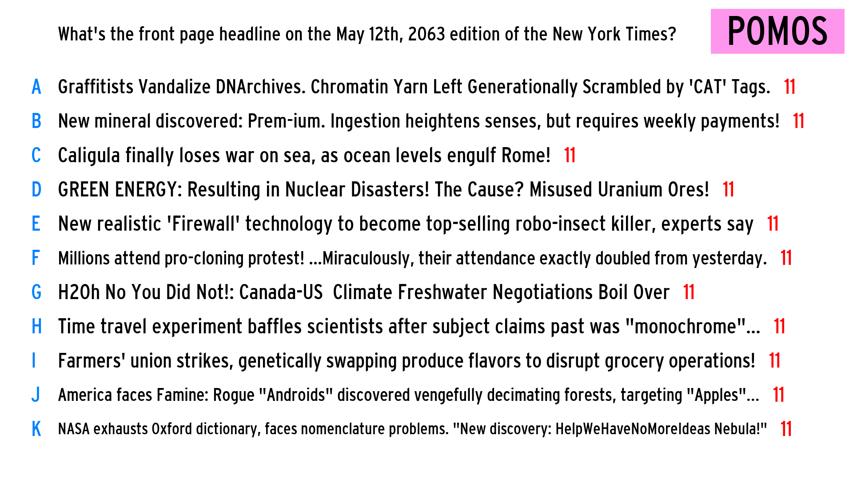 What's the front page headline on the May 12th, 2063 edition of the New York Times? POMOS
A Graffitists Vandalize DNArchives. Chromatin Yarn Left Generationally Scrambled by 'CAT' Tags. 11
B New mineral discovered: Prem-ium. Ingestion heightens senses, but requires weekly payments! 11
C Caligula finally loses war on sea, as ocean levels engulf Rome! 11
D GREEN ENERGY: Resulting in Nuclear Disasters! The Cause? Misused Uranium Ores! 11
E New realistic 'Firewall' technology to become top-selling robo-insect killer, experts say 11
F Millions attend pro-cloning protest! ...Miraculously, their attendance exactly doubled from yesterday. 11
G H2Oh No You Did Not!: Canada-US Climate Freshwater Negotiations Boil Over 11
H Time travel experiment baffles scientists after subject claims past was "monochrome"... 11
I Farmers' union strikes, genetically swapping produce flavors to disrupt grocery operations! 11
J America faces Famine: Rogue "Androids" discovered vengefully decimating forests, targeting "Apples"... 11
K NASA exhausts Oxford dictionary, faces nomenclature problems. "New discovery: HelpWeHaveNoMoreIdeas Nebula!" 11